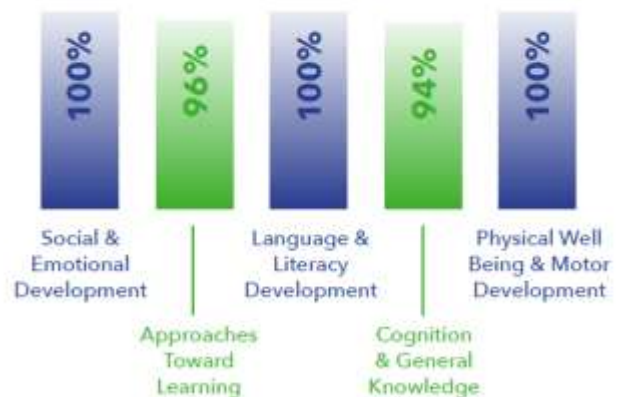 100%
96%
100%
94%
100%
Social &
Emotional
Development
Approaches
Toward
Learning
Language &
Literacy
Development
Cognition
& General
Knowledge
Physical Well
Being & Motor
Development